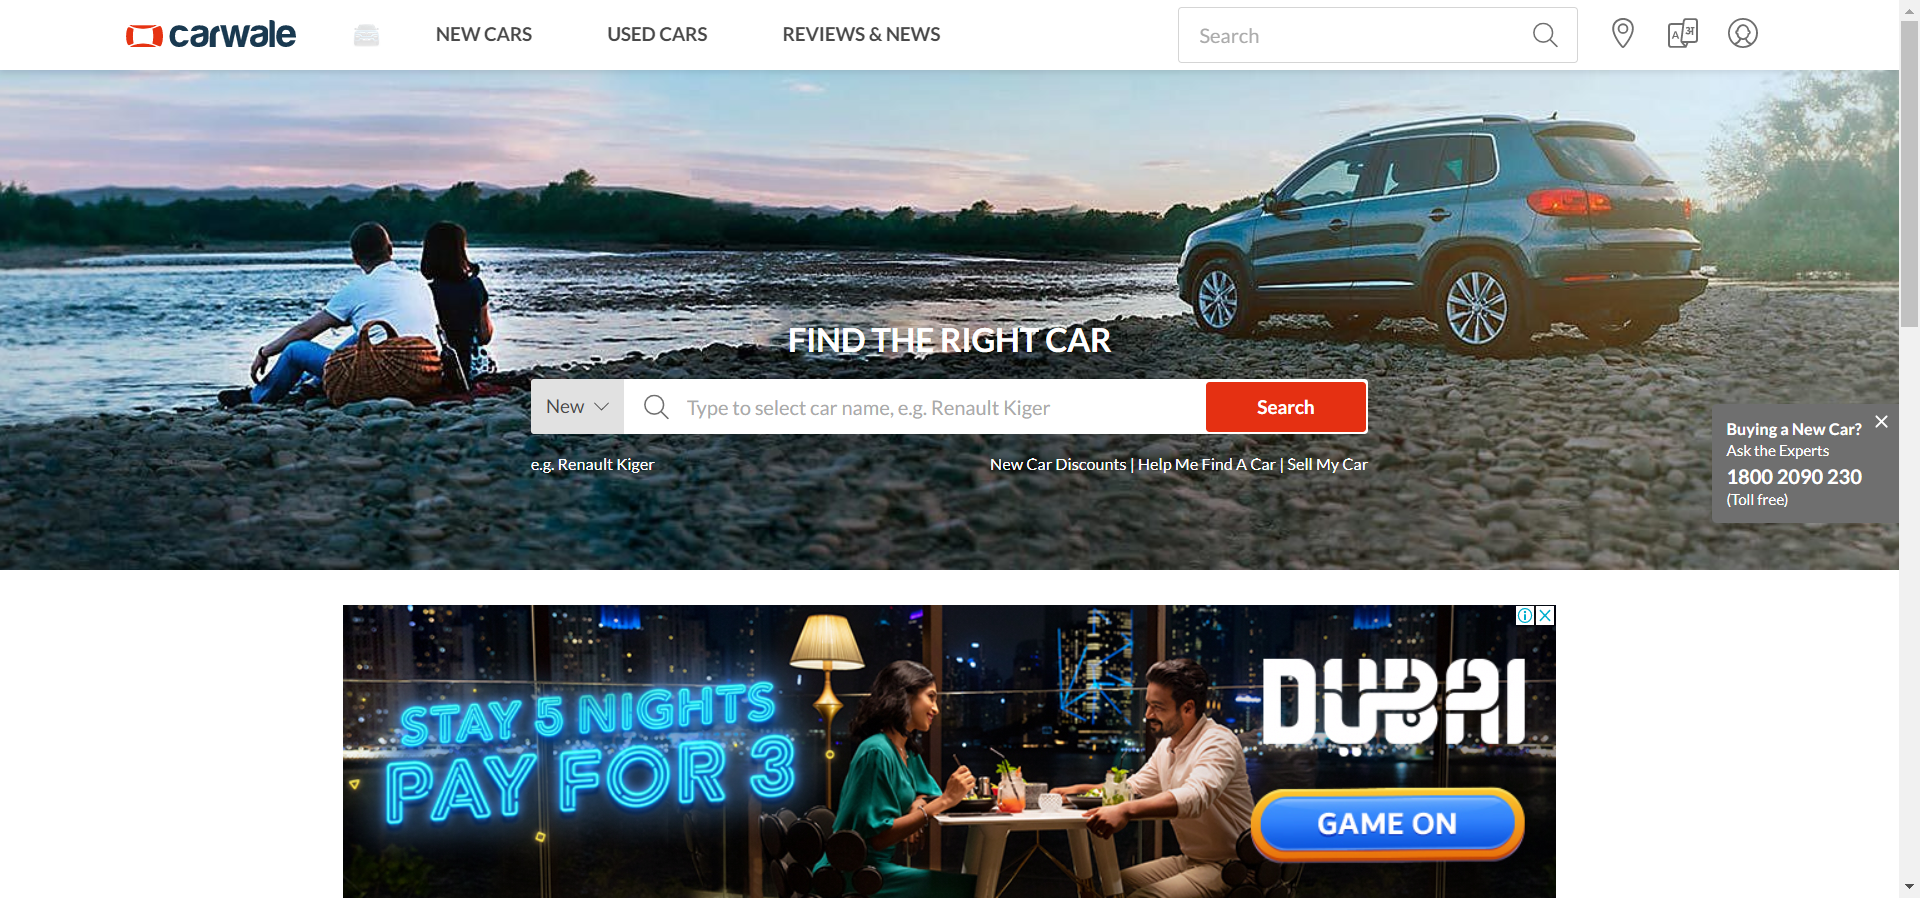 carwale
NEW CARS
USED CARS
REVIEWS & NEWS
Search
A अ
FIND THE RIGHT CAR
New
Type to select car name, e.g. Renault Kiger
Search
e.g. Renault Kiger
New Car Discounts | Help Me Find A Car | Sell My Car
Buying a New Car?
Ask the Experts
1800 2090 230
(Toll free)
STAY 5 NIGHTS
PAY FOR 3
DUBAI
GAME ON